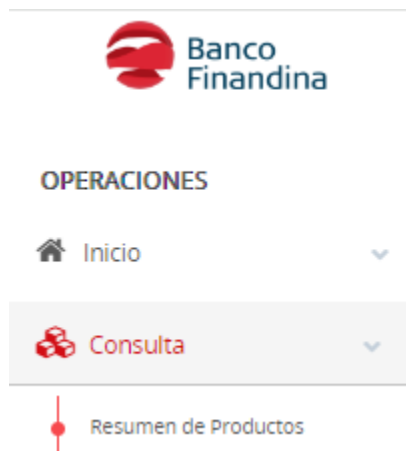 Banco
Finandina
OPERACIONES
Inicio
Consulta
Resumen de Productos